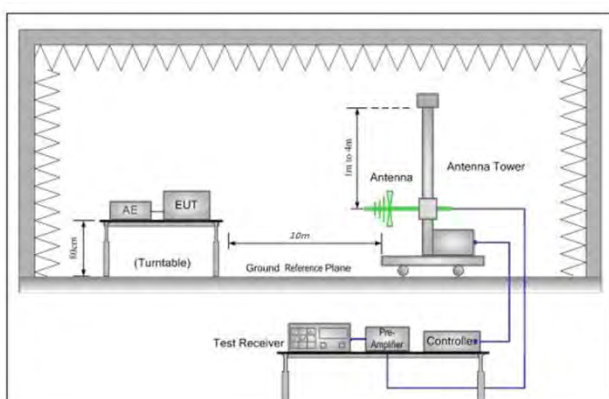 1m to 4m
Antenna
Antenna Tower
AE
EUT
80cm
(Turntable)
10m
Ground Reference Plane
Test Receiver
Pre-
Amplifier
Controller